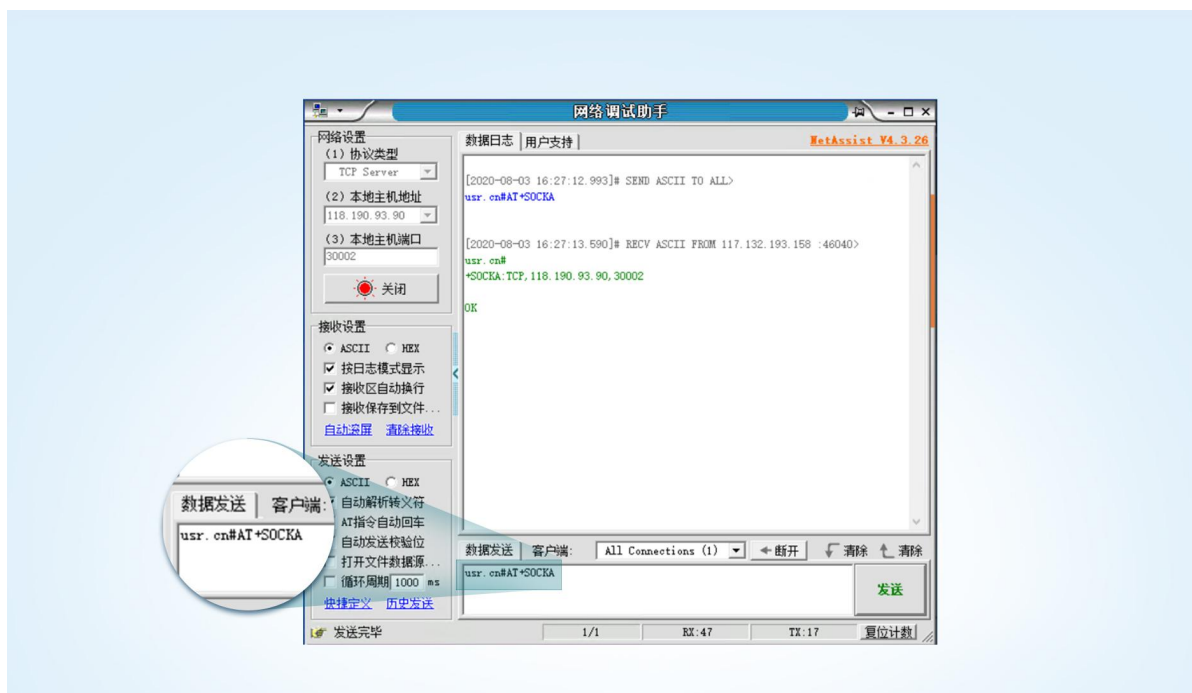 网络调试助手
网络设置
(1) 协议类型
TCP Server
(2) 本地主机地址
118.190.93.90
(3) 本地主机端口
30002
关闭
接收设置
ASCII HEX
按日志模式显示
接收区自动换行
接收保存到文件...
自动滚屏 清除接收
发送设置
ASCII HEX
自动解析转义符
AT指令自动回车
自动发送校验位
打开文件数据源...
循环周期 1000 ms
快捷定义 历史发送
数据日志 用户支持 NetAssist V4.3.26
[2020-08-03 16:27:12.993]# SEND ASCII TO ALL>
usr.cn#AT+SOCKA
[2020-08-03 16:27:13.590]# RECV ASCII FROM 117.132.193.158 :46040>
usr.cn#
+SOCKA:TCP,118.190.93.90,30002
OK
数据发送 客户端: All Connections (1) 断开 清除 清除
usr.cn#AT+SOCKA
发送
数据发送 客户端:
usr.cn#AT+SOCKA
发送完毕 1/1 RX:47 TX:17 复位计数